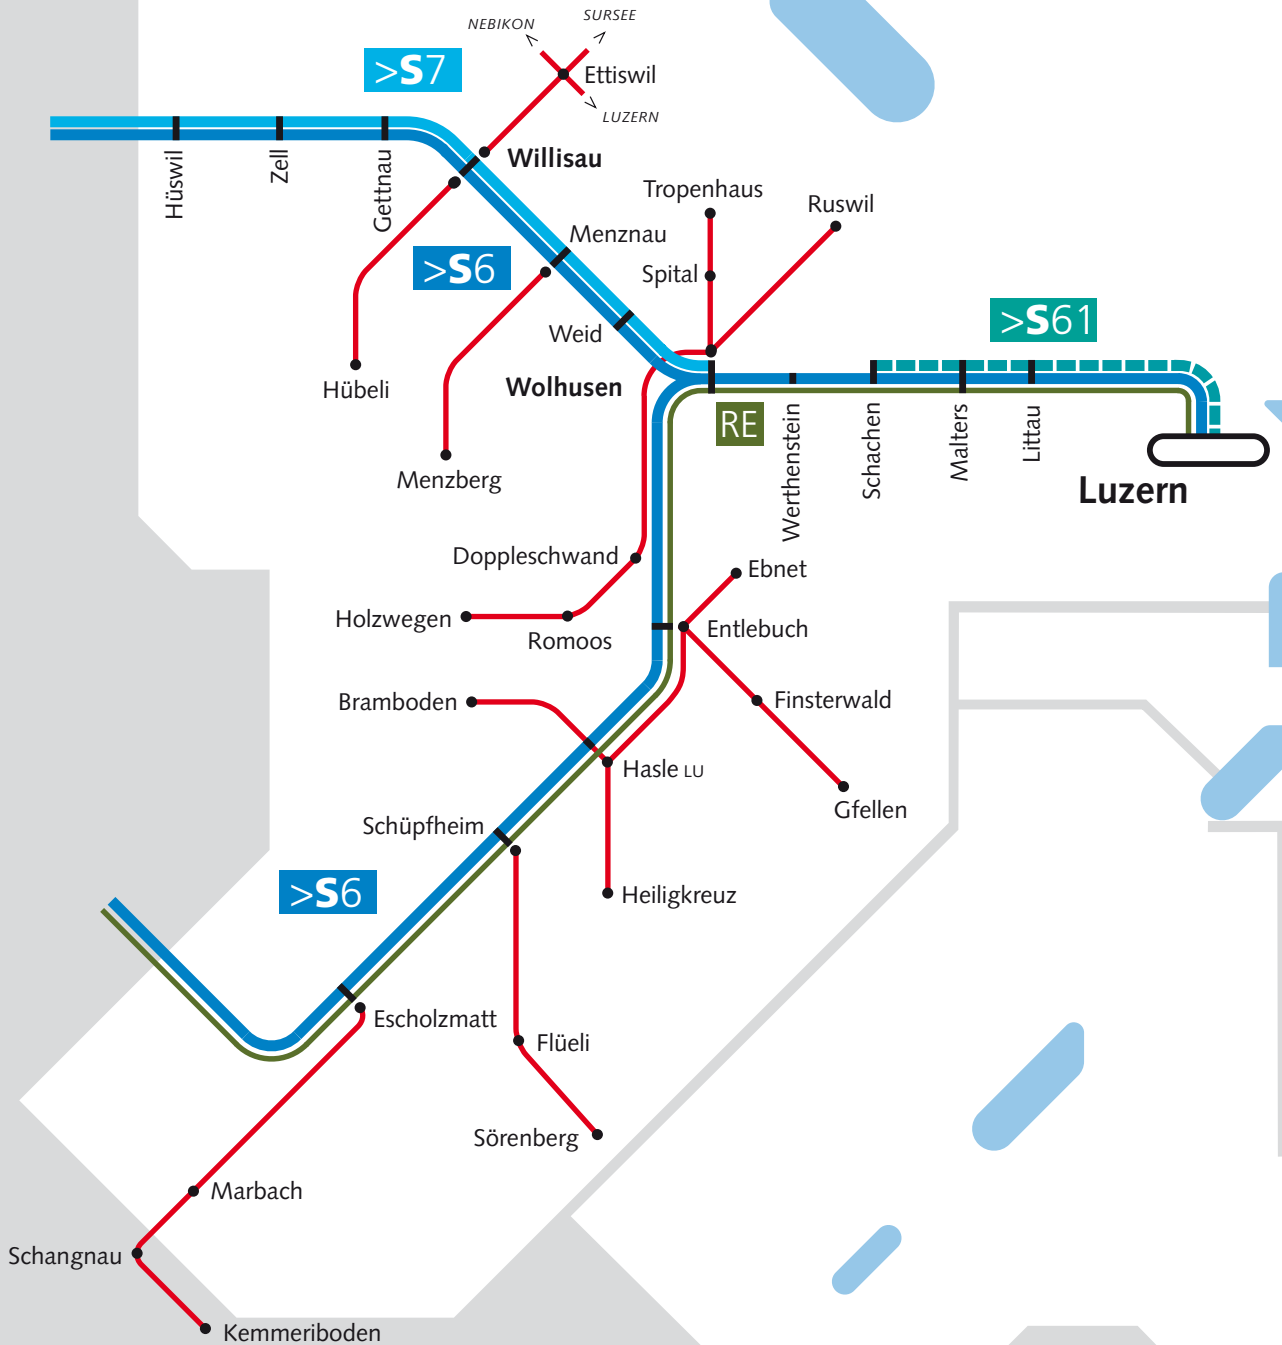 SURSEE
NEBIKON
>S7
Ettiswil
LUZERN
Willisau
Hüswil
Zell
Gettnau
Tropenhaus
Ruswil
Menznau
>S6
Spital
Weid
>S61
Hübeli
Wolhusen
RE
Werthenstein
Schachen
Malters
Littau
Menzberg
Luzern
Doppleschwand
Ebnet
Holzwegen
Romoos
Entlebuch
Bramboden
Finsterwald
Hasle LU
Gfellen
Schüpfheim
>S6
Heiligkreuz
Escholzmatt
Flüeli
Sörenberg
Marbach
Schangnau
Kemmeriboden